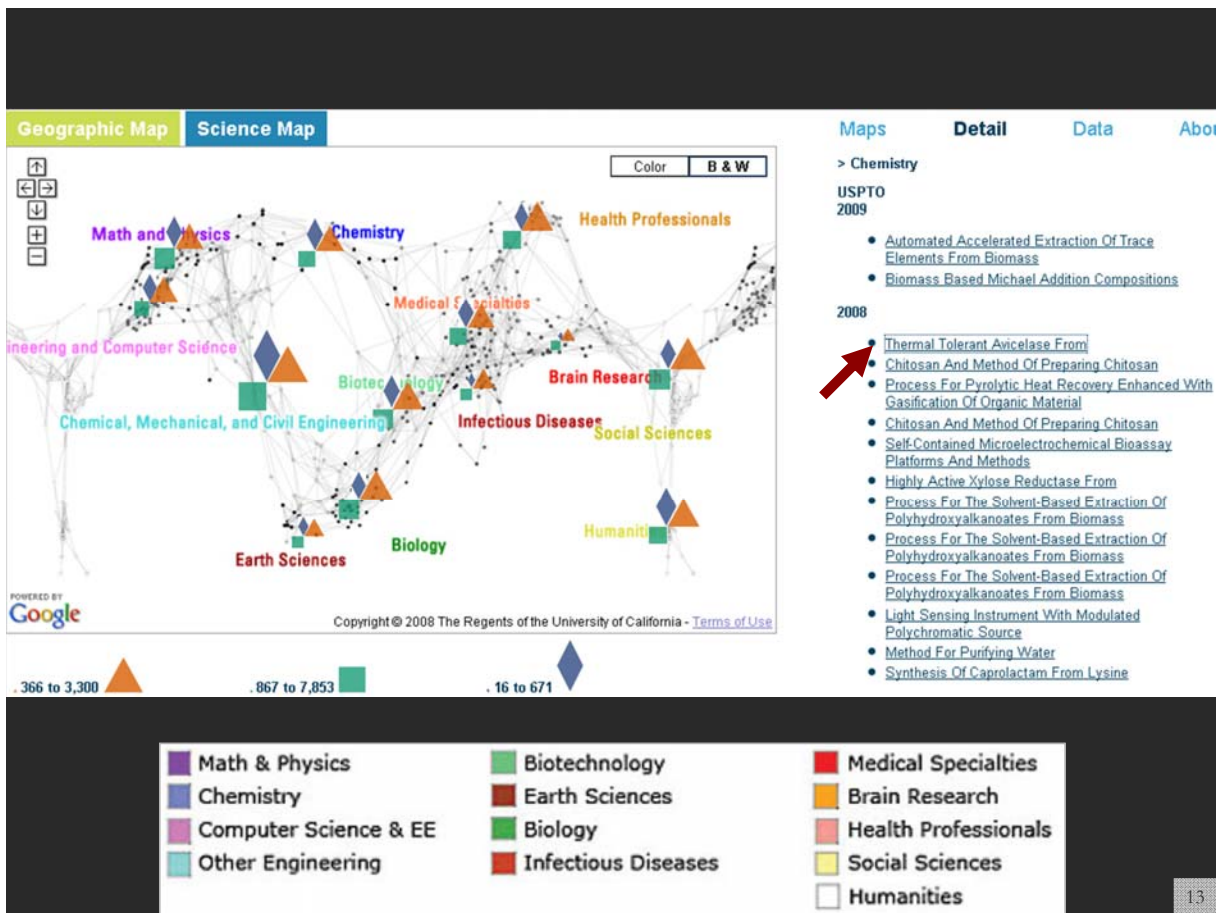 Geographic Map
Science Map
Maps
Detail
Data
Color
B & W
> Chemistry
USPTO
2009
Automated Accelerated Extraction Of Trace
Elements From Biomass
Biomass Based Michael Addition Compositions
2008
Thermal Tolerant Avicelase From
Chitosan And Method Of Preparing Chitosan
Process For Pyrolytic Heat Recovery Enhanced With
Gasification Of Organic Material
Chitosan And Method Of Preparing Chitosan
Self-Contained Microelectrochemical Bioassay
Platforms And Methods
Highly Active Xylose Reductase From
Process For The Solvent-Based Extraction Of
Polyhydroxyalkanoates From Biomass
Process For The Solvent-Based Extraction Of
Polyhydroxyalkanoates From Biomass
Process For The Solvent-Based Extraction Of
Polyhydroxyalkanoates From Biomass
Light Sensing Instrument With Modulated
Polychromatic Source
Method For Purifying Water
Synthesis Of Caprolactam From Lysine
Health Professionals
Math and Physics
Chemistry
Medical Specialties
ineering and Computer Science
Brain Research
Biotechnology
Chemical, Mechanical, and Civil Engineering
Infectious Diseases
Social Sciences
Humanities
Biology
Earth Sciences
POWERED BY
Google
Copyright © 2008 The Regents of the University of California - Terms of Use
. 366 to 3,300
. 867 to 7,853
. 16 to 671
Math & Physics
Chemistry
Computer Science & EE
Other Engineering
Biotechnology
Earth Sciences
Biology
Infectious Diseases
Medical Specialties
Brain Research
Health Professionals
Social Sciences
Humanities
13